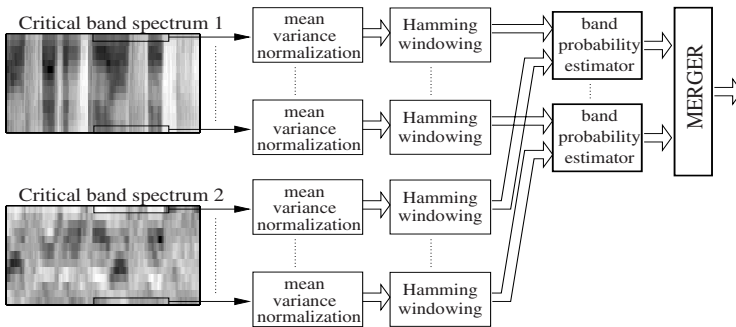 Critical band spectrum 1
mean
variance
normalization
Hamming
windowing
band
probability
estimator
mean
variance
normalization
Hamming
windowing
band
probability
estimator
MERGER
Critical band spectrum 2
mean
variance
normalization
Hamming
windowing
mean
variance
normalization
Hamming
windowing